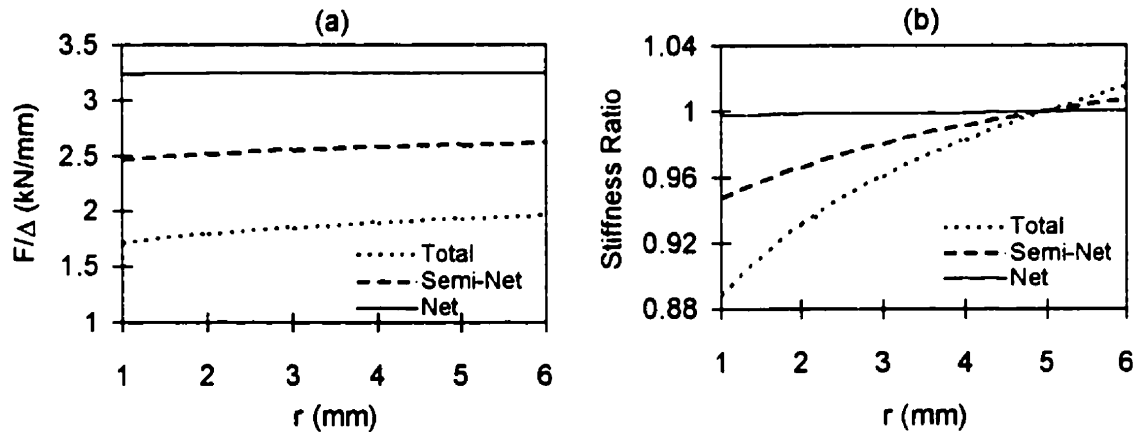 (a)
3.5
3
2.5
2
1.5
1
F/Δ (kN/mm)
Total
Semi-Net
Net
1 2 3 4 5 6
r (mm)
(b)
1.04
1
0.96
0.92
0.88
Stiffness Ratio
Total
Semi-Net
Net
1 2 3 4 5 6
r (mm)